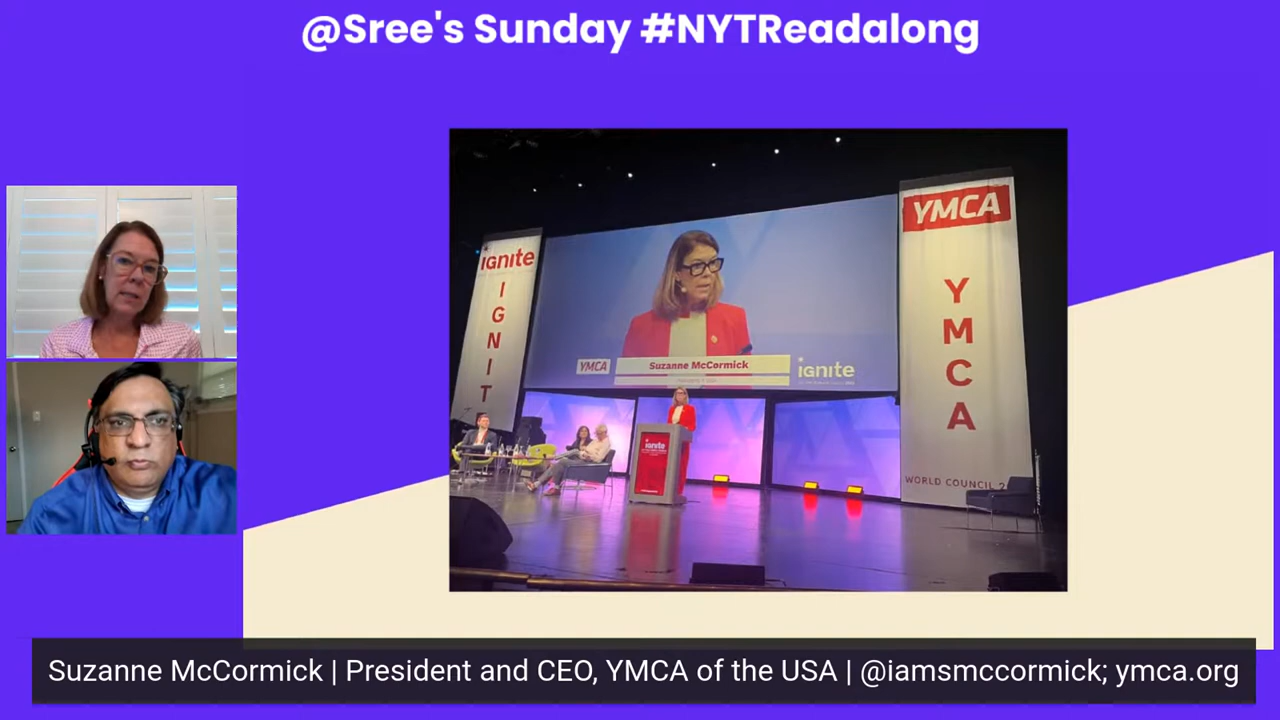 @Sree's Sunday #NYTReadalong
YMCA
ignite
IGNIT
YMCA
Suzanne McCormick
YMCA
ignite
ignite
WORLD COUNCIL 2
Suzanne McCormick | President and CEO, YMCA of the USA | @iamsmccormick; ymca.org